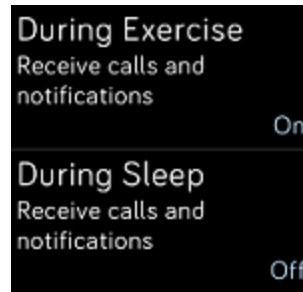 During Exercise
Receive calls and
notifications
On
During Sleep
Receive calls and
notifications
Off